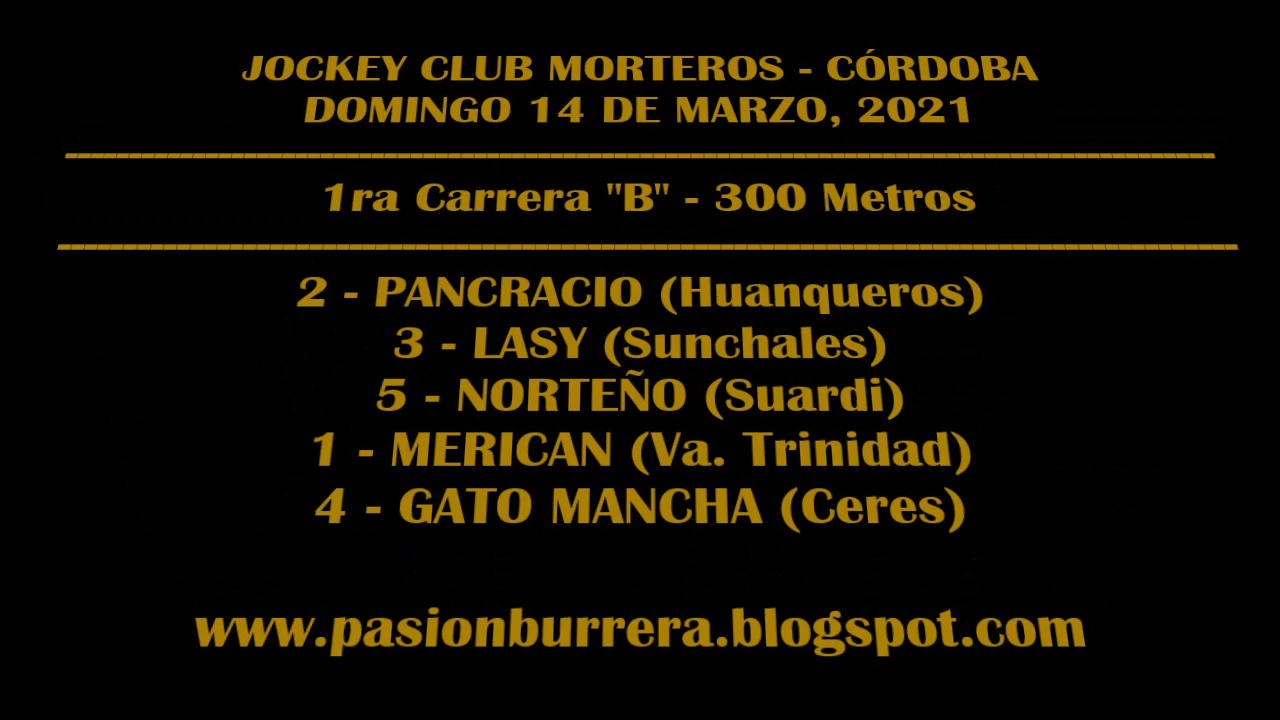 JOCKEY CLUB MORTEROS - CÓRDOBA
DOMINGO 14 DE MARZO, 2021
1ra Carrera "B" - 300 Metros
2 - PANCRACIO (Huanqueros)
3 - LASY (Sunchales)
5 - NORTEÑO (Suardi)
1 - MERICAN (Va. Trinidad)
4 - GATO MANCHA (Ceres)
www.pasionburrera.blogspot.com